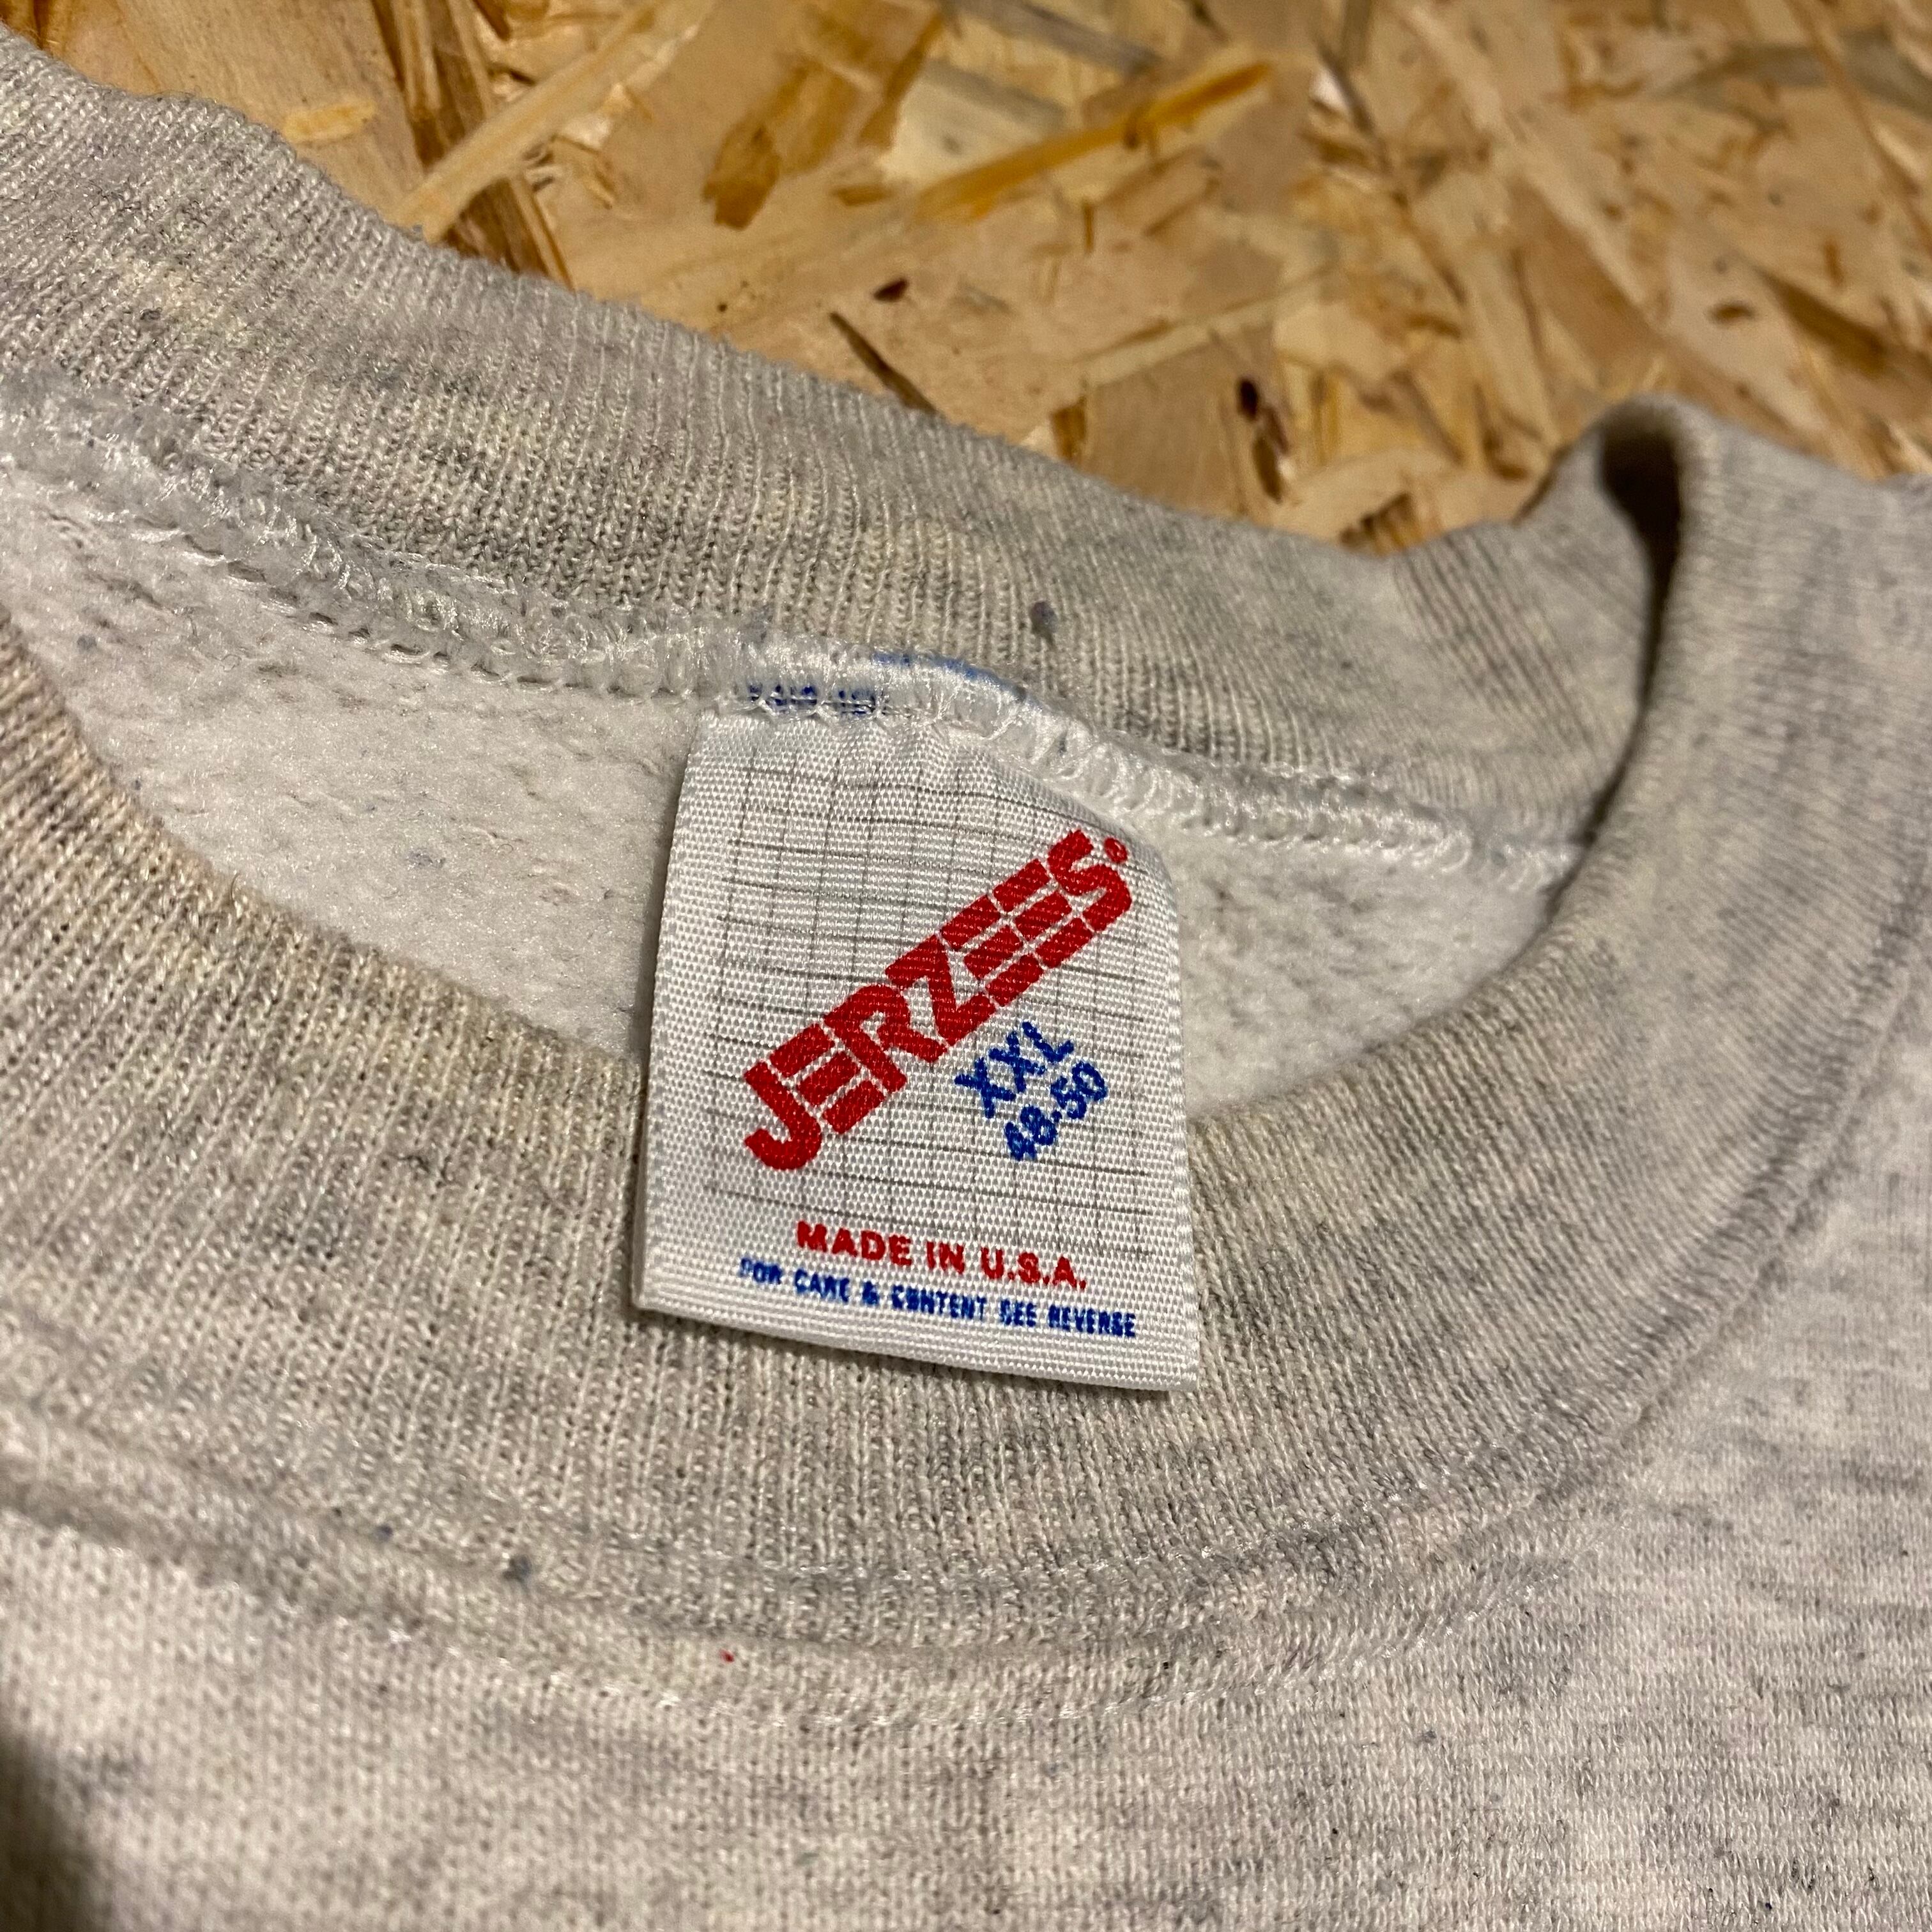 JERZEES
XXL
48-50
MADE IN U.S.A.
FOR CARE & CONTENT SEE REVERSE